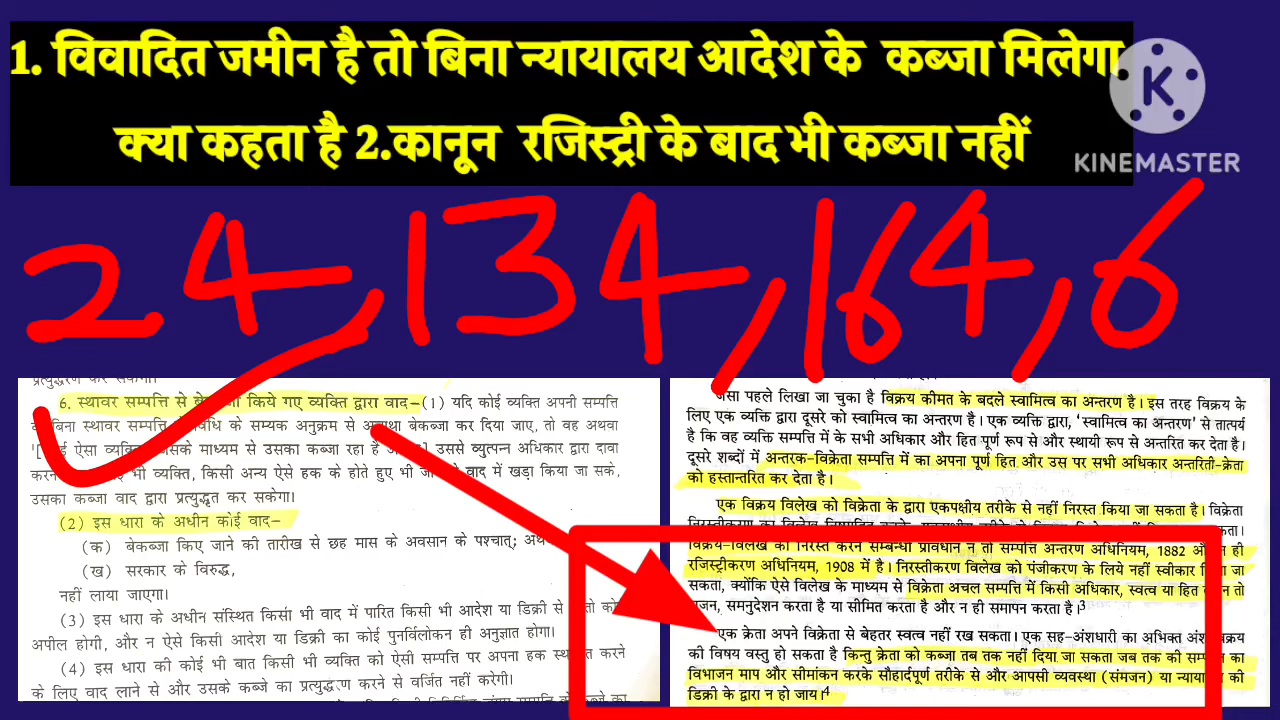 1. विवादित जमीन है तो बिना न्यायालय आदेश के कब्जा मिलेगा
क्या कहता है 2.कानून रजिस्ट्री के बाद भी कब्जा नहीं
KINEMASTER
24,134,164,6
6. स्थावर सम्पत्ति से किये गए व्यक्ति द्वारा वाद–(1) यदि कोई व्यक्ति अपनी सम्पत्ति
बिना स्थावर सम्पत्ति के सम्यक अनुक्रम से बेकब्जा कर दिया जाए, तो वह अथवा
ऐसा माध्यम से उसका कब्जा रहा है उससे व्युत्पन्न अधिकार द्वारा दावा
भी व्यक्ति, किसी अन्य ऐसे हक के होते हुए भी वाद में खड़ा किया जा सके,
उसका कब्जा वाद द्वारा प्रत्युद्धृत कर सकेगा।
(2) इस धारा के अधीन कोई वाद–
(क) बेकब्जा किए जाने की तारीख से छह मास के अवसान के पश्चात्;
(ख) सरकार के विरुद्ध,
नहीं लाया जाएगा।
(3) इस धारा के अधीन संस्थित किसी भी वाद में पारित किसी भी आदेश या डिक्री से
अपील होगी, और न ऐसे किसी आदेश या डिक्री का कोई पुनर्विलोकन ही अनुज्ञात होगा।
(4) इस धारा की कोई भी बात किसी भी व्यक्ति को ऐसी सम्पत्ति पर अपना हक करने
के लिए वाद लाने से और उसके कब्जे का प्रत्युद्धरण करने से वर्जित नहीं करेगी।
जैसा पहले लिखा जा चुका है विक्रय कीमत के बदले स्वामित्व का अन्तरण है। इस तरह विक्रय के
लिए एक व्यक्ति द्वारा दूसरे को स्वामित्व का अन्तरण है। एक व्यक्ति द्वारा, 'स्वामित्व का अन्तरण' से तात्पर्य
है कि वह व्यक्ति सम्पत्ति में के सभी अधिकार और हित पूर्ण रूप से और स्थायी रूप से अन्तरित कर देता है।
दूसरे शब्दों में अन्तरक-विक्रेता सम्पत्ति में का अपना पूर्ण हित और उस पर सभी अधिकार अन्तरिती-क्रेता
को हस्तान्तरित कर देता है।
एक विक्रय विलेख को विक्रेता के द्वारा एकपक्षीय तरीके से नहीं निरस्त किया जा सकता है। विक्रेता
विक्रय-विलेख को निरस्त करने सम्बन्धी प्रावधान न तो सम्पत्ति अन्तरण अधिनियम, 1882 ही
रजिस्ट्रीकरण अधिनियम, 1908 में है। निरस्तीकरण विलेख को पंजीकरण के लिये नहीं स्वीकार किया जा
सकता, क्योंकि ऐसे विलेख के माध्यम से विक्रेता अचल सम्पत्ति में किसी अधिकार, स्वत्व या हित तो
समनुदेशन करता है या सीमित करता है और न ही समापन करता है।3
एक क्रेता अपने विक्रेता से बेहतर स्वत्व नहीं रख सकता। एक सह-अंशधारी का अभिक्त
की विषय वस्तु हो सकता है किन्तु क्रेता को कब्जा तब तक नहीं दिया जा सकता जब तक की का
विभाजन माप और सीमांकन करके सौहार्दपूर्ण तरीके से और आपसी व्यवस्था (संमजन) या की
डिक्री के द्वारा न हो जाय।4